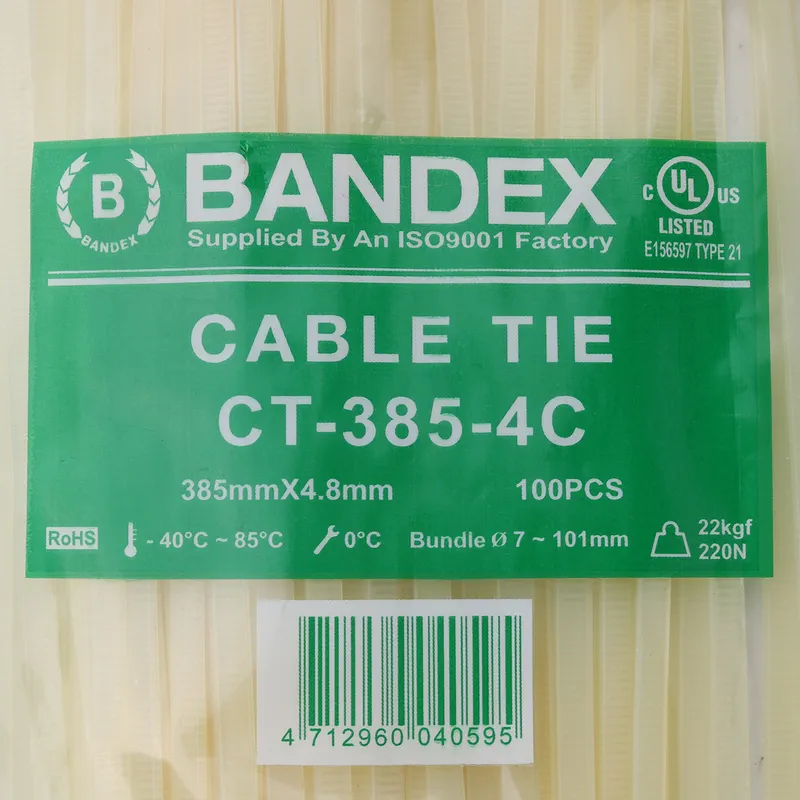 B
BANDEX
BANDEX
Supplied By An ISO9001 Factory
C UL US
LISTED
E156597 TYPE 21
CABLE TIE
CT-385-4C
385mmX4.8mm 100PCS
RoHS - 40°C ~ 85°C 0°C Bundle Ø 7 ~ 101mm 22kgf
220N
4 712960 040595